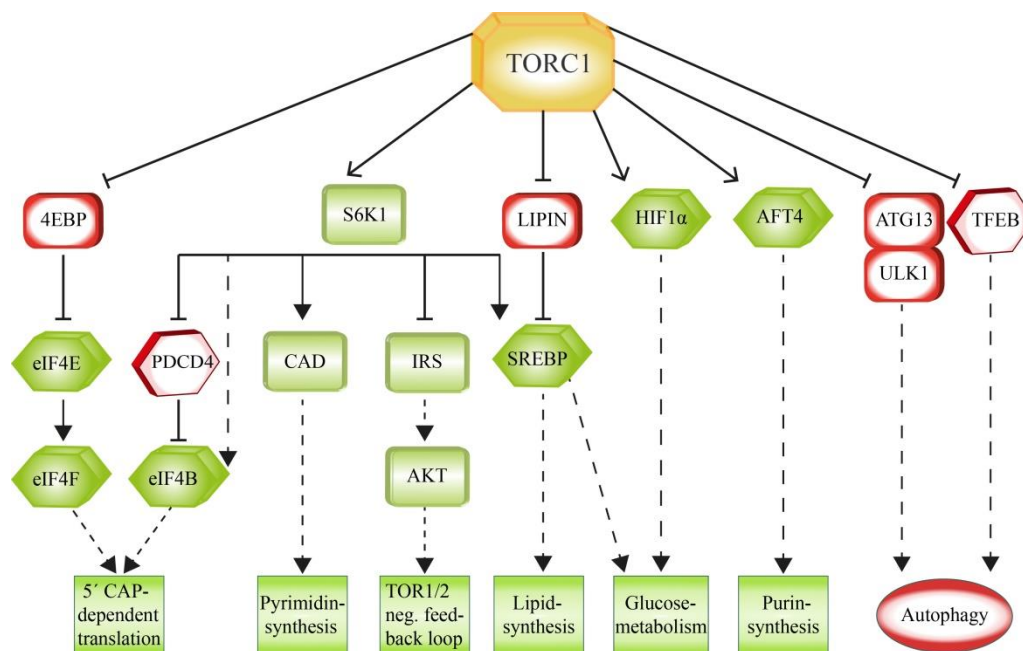 TORC1
4EBP
S6K1
LIPIN
HIF1α
AFT4
ATG13
TFEB
ULK1
eIF4E
PDCD4
CAD
IRS
SREBP
eIF4F
eIF4B
AKT
5´ CAP-
dependent
translation
Pyrimidin-
synthesis
TOR1/2
neg. feed-
back loop
Lipid-
synthesis
Glucose-
metabolism
Purin-
synthesis
Autophagy